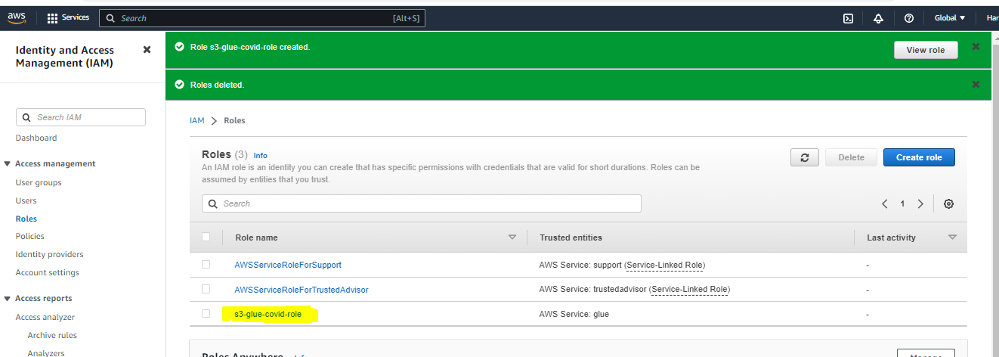 aws
Services
Search
[Alt+S]
Global
Har
Identity and Access
Management (IAM)
Search IAM
Dashboard
Access management
User groups
Users
Roles
Policies
Identity providers
Account settings
Access reports
Access analyzer
Archive rules
Analyzers
Role s3-glue-covid-role created.
View role
Roles deleted.
IAM > Roles
Roles (3) Info
An IAM role is an identity you can create that has specific permissions with credentials that are valid for short durations. Roles can be
assumed by entities that you trust.
Delete
Create role
Search
1
Role name Trusted entities Last activity
AWSServiceRoleForSupport AWS Service: support (Service-Linked Role) -
AWSServiceRoleForTrustedAdvisor AWS Service: trustedadvisor (Service-Linked Role) -
s3-glue-covid-role AWS Service: glue -
Roles Anywhere Info
Manage